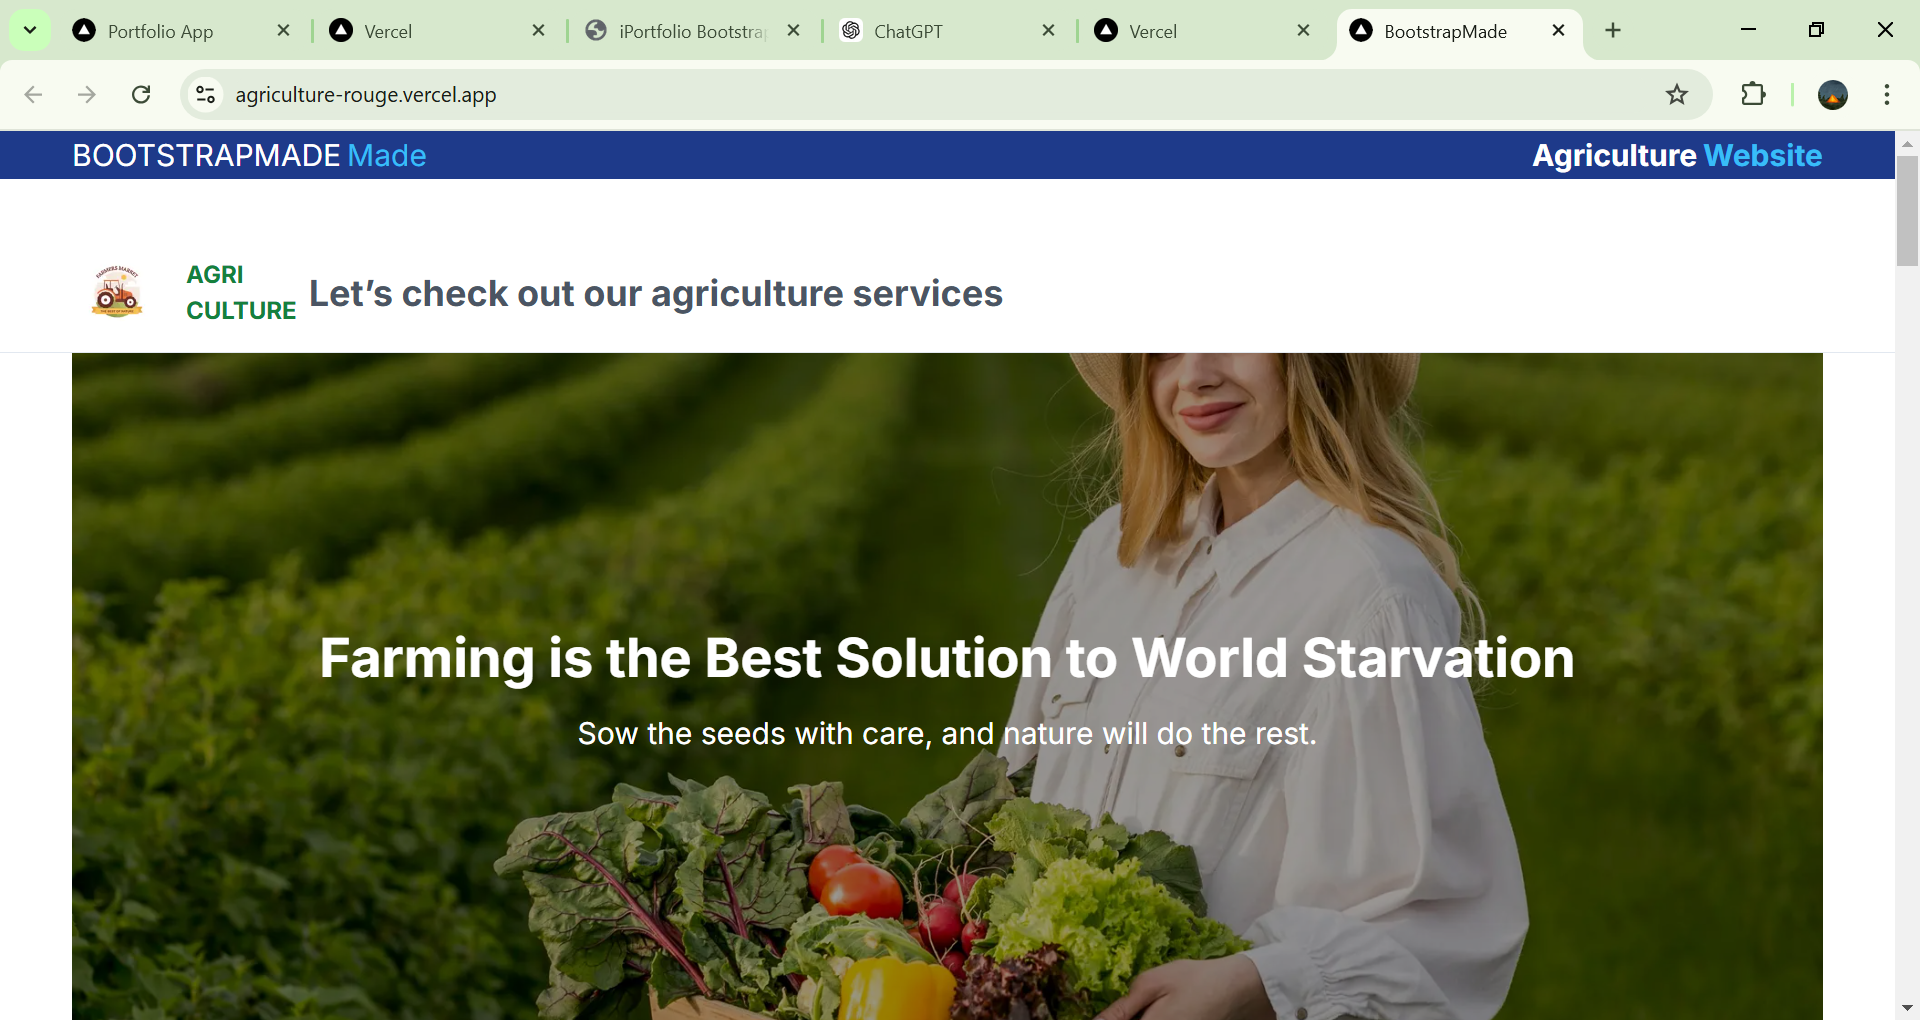 Portfolio App
Vercel
iPortfolio Bootstra
ChatGPT
Vercel
BootstrapMade
agriculture-rouge.vercel.app
BOOTSTRAPMADE Made
Agriculture Website
FARMERS MARKET
AGRI
CULTURE
Let’s check out our agriculture services
Farming is the Best Solution to World Starvation
Sow the seeds with care, and nature will do the rest.